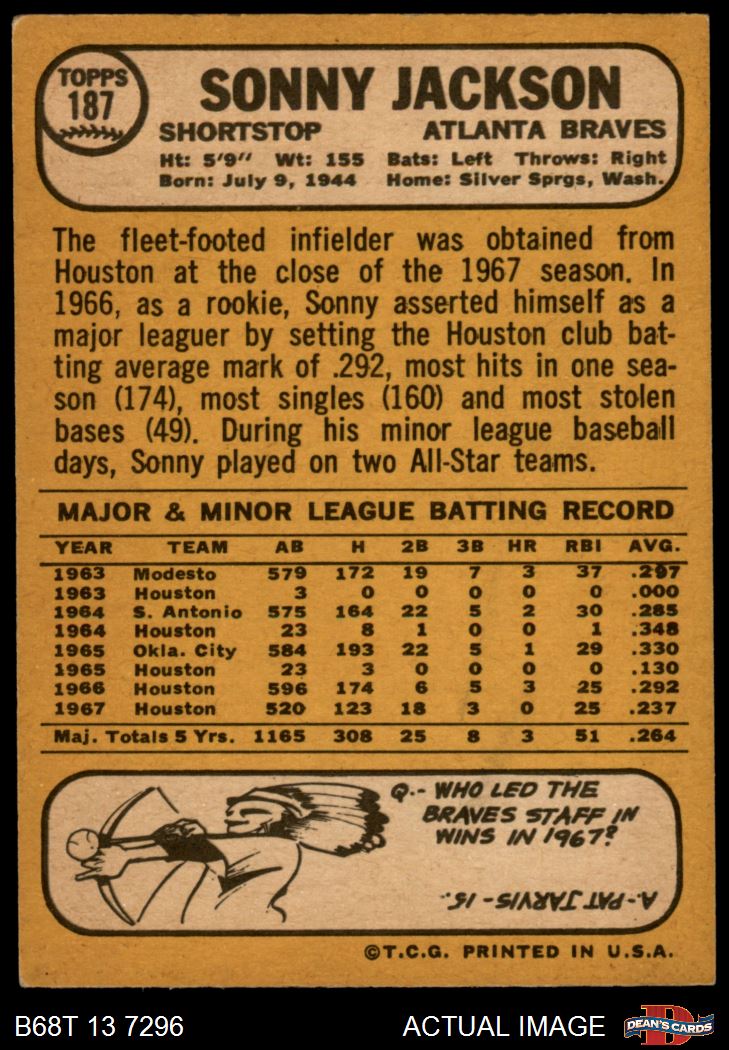 TOPPS
187
SONNY JACKSON
SHORTSTOP ATLANTA BRAVES
Ht: 5'9" Wt: 155 Bats: Left Throws: Right
Born: July 9, 1944 Home: Silver Sprgs, Wash.
The fleet-footed infielder was obtained from
Houston at the close of the 1967 season. In
1966, as a rookie, Sonny asserted himself as a
major leaguer by setting the Houston club bat-
ting average mark of .292, most hits in one sea-
son (174), most singles (160) and most stolen
bases (49). During his minor league baseball
days, Sonny played on two All-Star teams.
MAJOR & MINOR LEAGUE BATTING RECORD
YEAR TEAM AB H 2B 3B HR RBI AVG.
1963 Modesto 579 172 19 7 3 37 .297
1963 Houston 3 0 0 0 0 0 .000
1964 S. Antonio 575 164 22 5 2 30 .285
1964 Houston 23 8 1 0 0 1 .348
1965 Okla. City 584 193 22 5 1 29 .330
1965 Houston 23 3 0 0 0 0 .130
1966 Houston 596 174 6 5 3 25 .292
1967 Houston 520 123 18 3 0 25 .237
Maj. Totals 5 Yrs. 1165 308 25 8 3 51 .264
Q.- WHO LED THE
BRAVES STAFF IN
WINS IN 1967?
A.- PAT JARVIS - 15.
©T.C.G. PRINTED IN U.S.A.
B68T 13 7296 ACTUAL IMAGE
D
DEAN'S CARDS